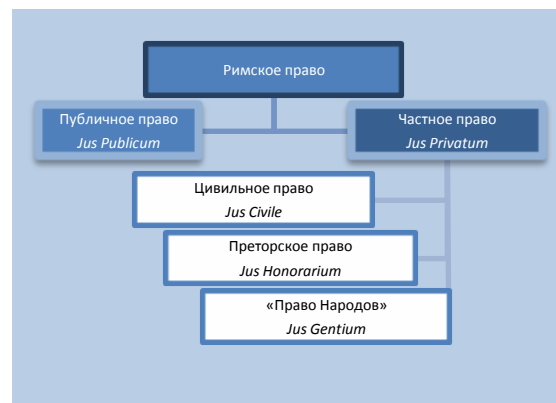 Римское право
Публичное право
Jus Publicum
Частное право
Jus Privatum
Цивильное право
Jus Civile
Преторское право
Jus Honorarium
«Право Народов»
Jus Gentium